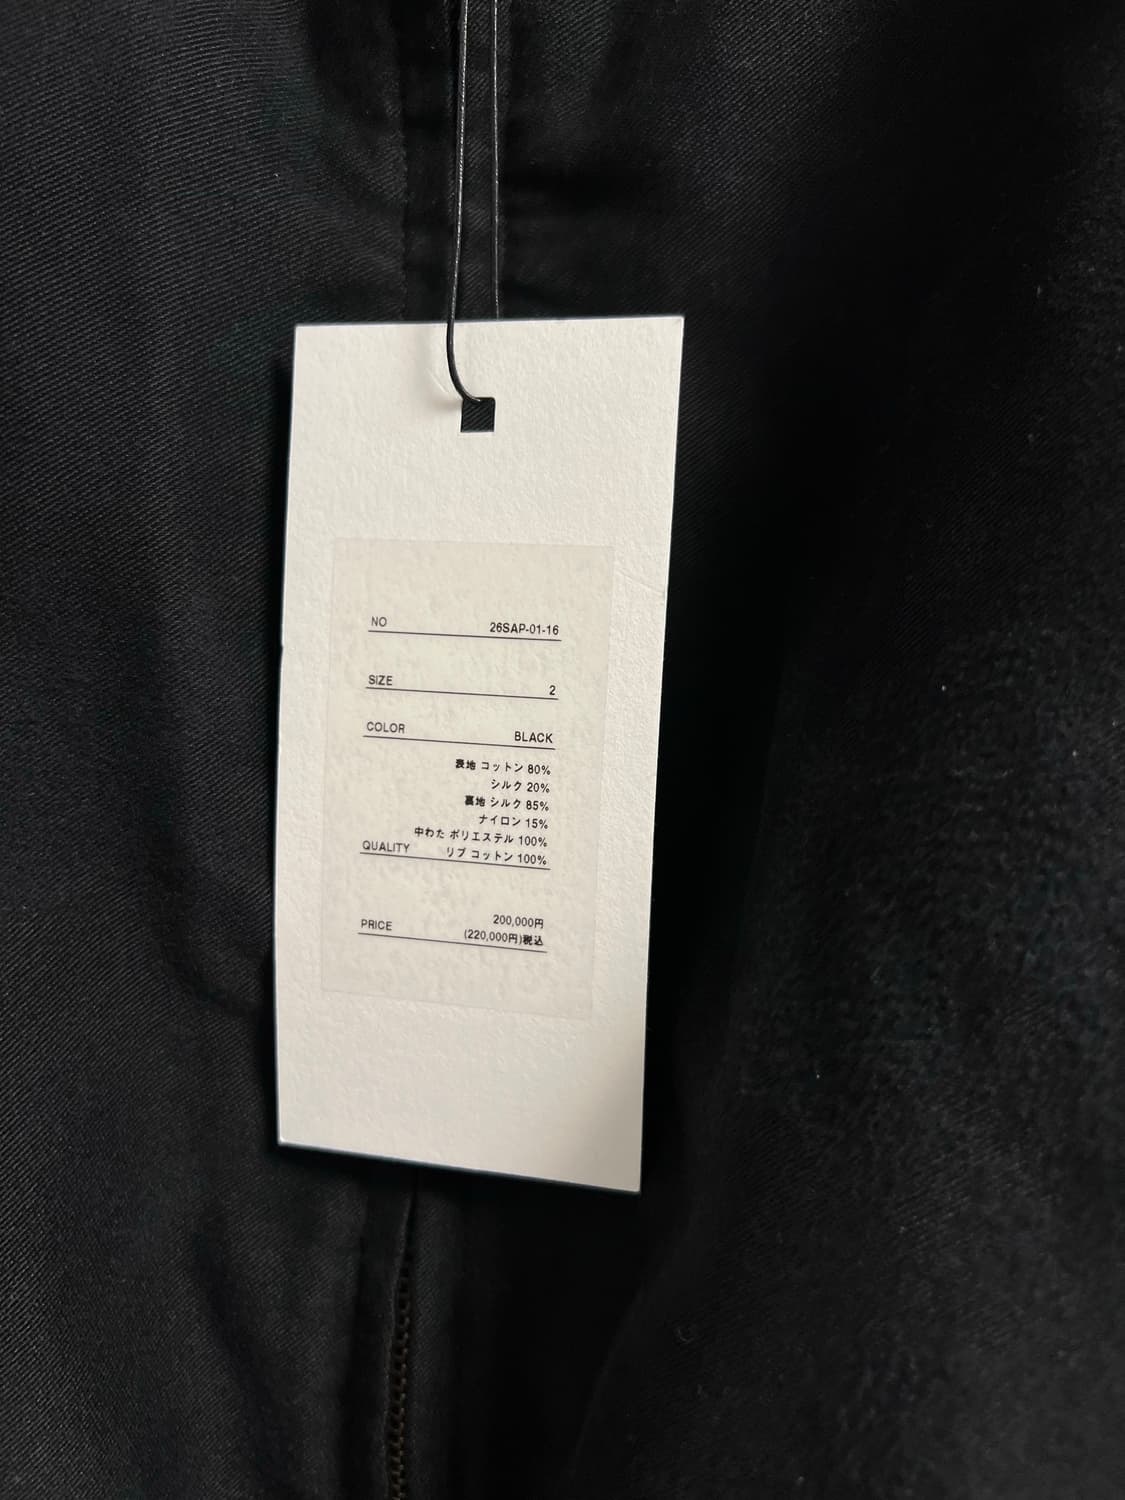 NO 26SAP-01-16
SIZE 2
COLOR BLACK
表地 コットン 80%
シルク 20%
裏地 シルク 85%
ナイロン 15%
中わた ポリエステル 100%
QUALITY リブ コットン 100%
200,000円
PRICE (220,000円)税込